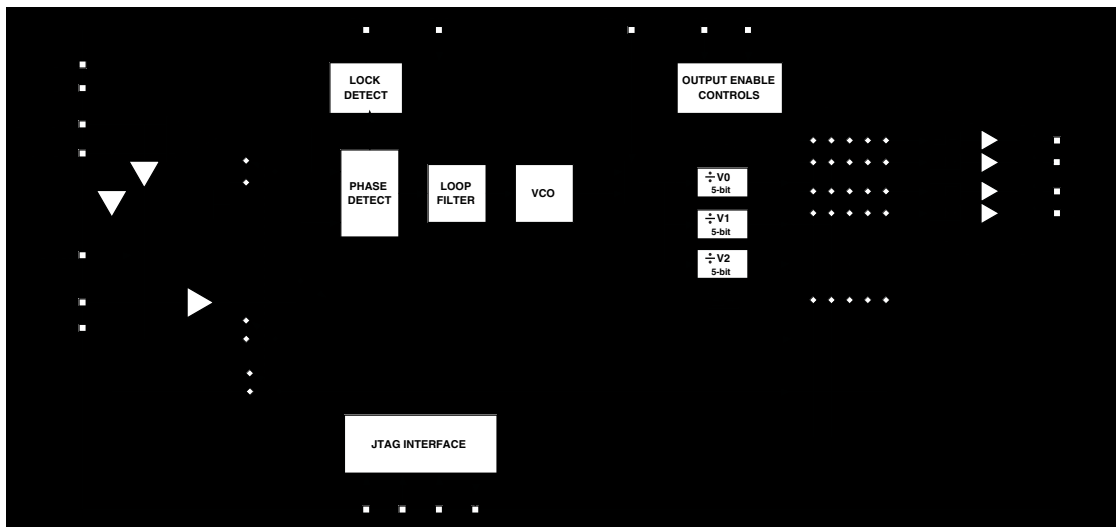 LOCK
DETECT
OUTPUT ENABLE
CONTROLS
PHASE
DETECT
LOOP
FILTER
VCO
÷V0
5-bit
÷V1
5-bit
÷V2
5-bit
JTAG INTERFACE